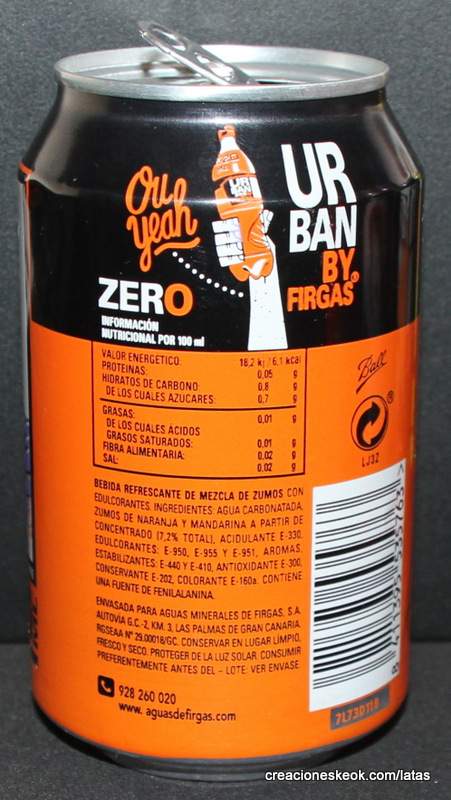 Ou
yeah
UR
BAN
BY
FIRGAS
ZERO
INFORMACIÓN
NUTRICIONAL POR 100 ml
VALOR ENERGETICO: 18,2 kj / 6,1 kcal
PROTEINAS: 0,05 g
HIDRATOS DE CARBONO: 0,8 g
DE LOS CUALES AZUCARES: 0,7 g
GRASAS: 0,01 g
DE LOS CUALES ÁCIDOS
GRASOS SATURADOS: 0,01 g
FIBRA ALIMENTARIA: 0,02 g
SAL: 0,02 g
Ball
®
LJ32
BEBIDA REFRESCANTE DE MEZCLA DE ZUMOS CON
EDULCORANTES. INGREDIENTES: AGUA CARBONATADA,
ZUMOS DE NARANJA Y MANDARINA A PARTIR DE
CONCENTRADO (7,2% TOTAL), ACIDULANTE E-330,
EDULCORANTES: E-950, E-955 Y E-951, AROMAS,
ESTABILIZANTES: E-440 Y E-410, ANTIOXIDANTE E-300,
CONSERVANTE E-202, COLORANTE E-160a. CONTIENE
UNA FUENTE DE FENILALANINA.
ENVASADA PARA AGUAS MINERALES DE FIRGAS, S.A.
AUTOVÍA G.C.-2, KM. 3, LAS PALMAS DE GRAN CANARIA.
RGSEAA Nº 29.00018/GC. CONSERVAR EN LUGAR LÍMPIO,
FRESCO Y SECO. PROTEGER DE LA LUZ SOLAR. CONSUMIR
PREFERENTEMENTE ANTES DEL - LOTE: VER ENVASE.
928 260 020
www.aguasdefirgas.com
7L73D118
creacioneskeok.com/latas